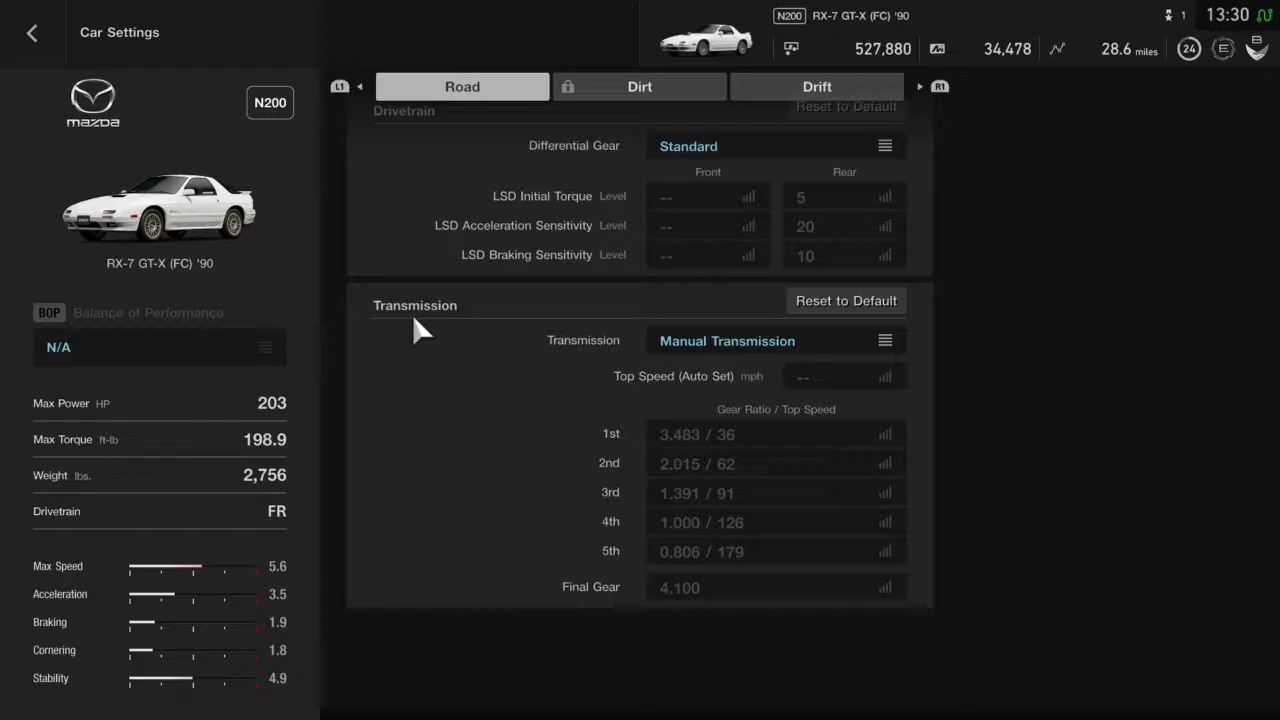 Car Settings
N200 RX-7 GT-X (FC) '90
1 13:30
527,880 34,478 28.6 miles 24 E B
mazda
N200
RX-7 GT-X (FC) '90
BOP Balance of Performance
N/A
Max Power HP 203
Max Torque ft-lb 198.9
Weight lbs. 2,756
Drivetrain FR
Max Speed 5.6
Acceleration 3.5
Braking 1.9
Cornering 1.8
Stability 4.9
L1 Road Dirt Drift R1
Drivetrain Reset to Default
Differential Gear Standard
Front Rear
LSD Initial Torque Level -- 5
LSD Acceleration Sensitivity Level -- 20
LSD Braking Sensitivity Level -- 10
Transmission Reset to Default
Transmission Manual Transmission
Top Speed (Auto Set) mph --
Gear Ratio / Top Speed
1st 3.483 / 36
2nd 2.015 / 62
3rd 1.391 / 91
4th 1.000 / 126
5th 0.806 / 179
Final Gear 4.100